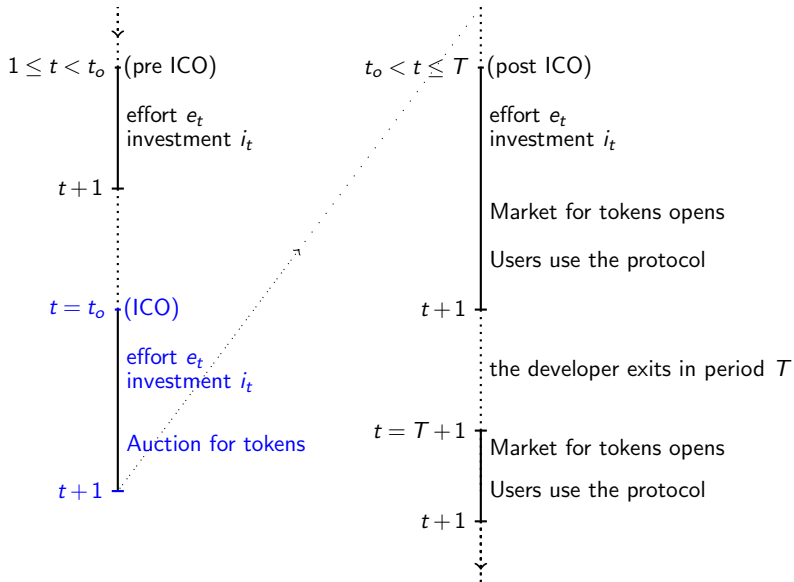 1 ≤ t < t_o (pre ICO)
effort e_t
investment i_t
t+1
t = t_o (ICO)
effort e_t
investment i_t
Auction for tokens
t+1
t_o < t ≤ T (post ICO)
effort e_t
investment i_t
Market for tokens opens
Users use the protocol
t+1
the developer exits in period T
t = T+1
Market for tokens opens
Users use the protocol
t+1